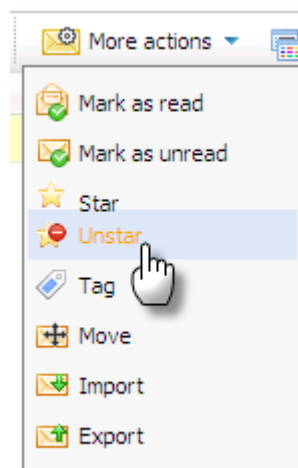 More actions
Mark as read
Mark as unread
Star
Unstar
Tag
Move
Import
Export